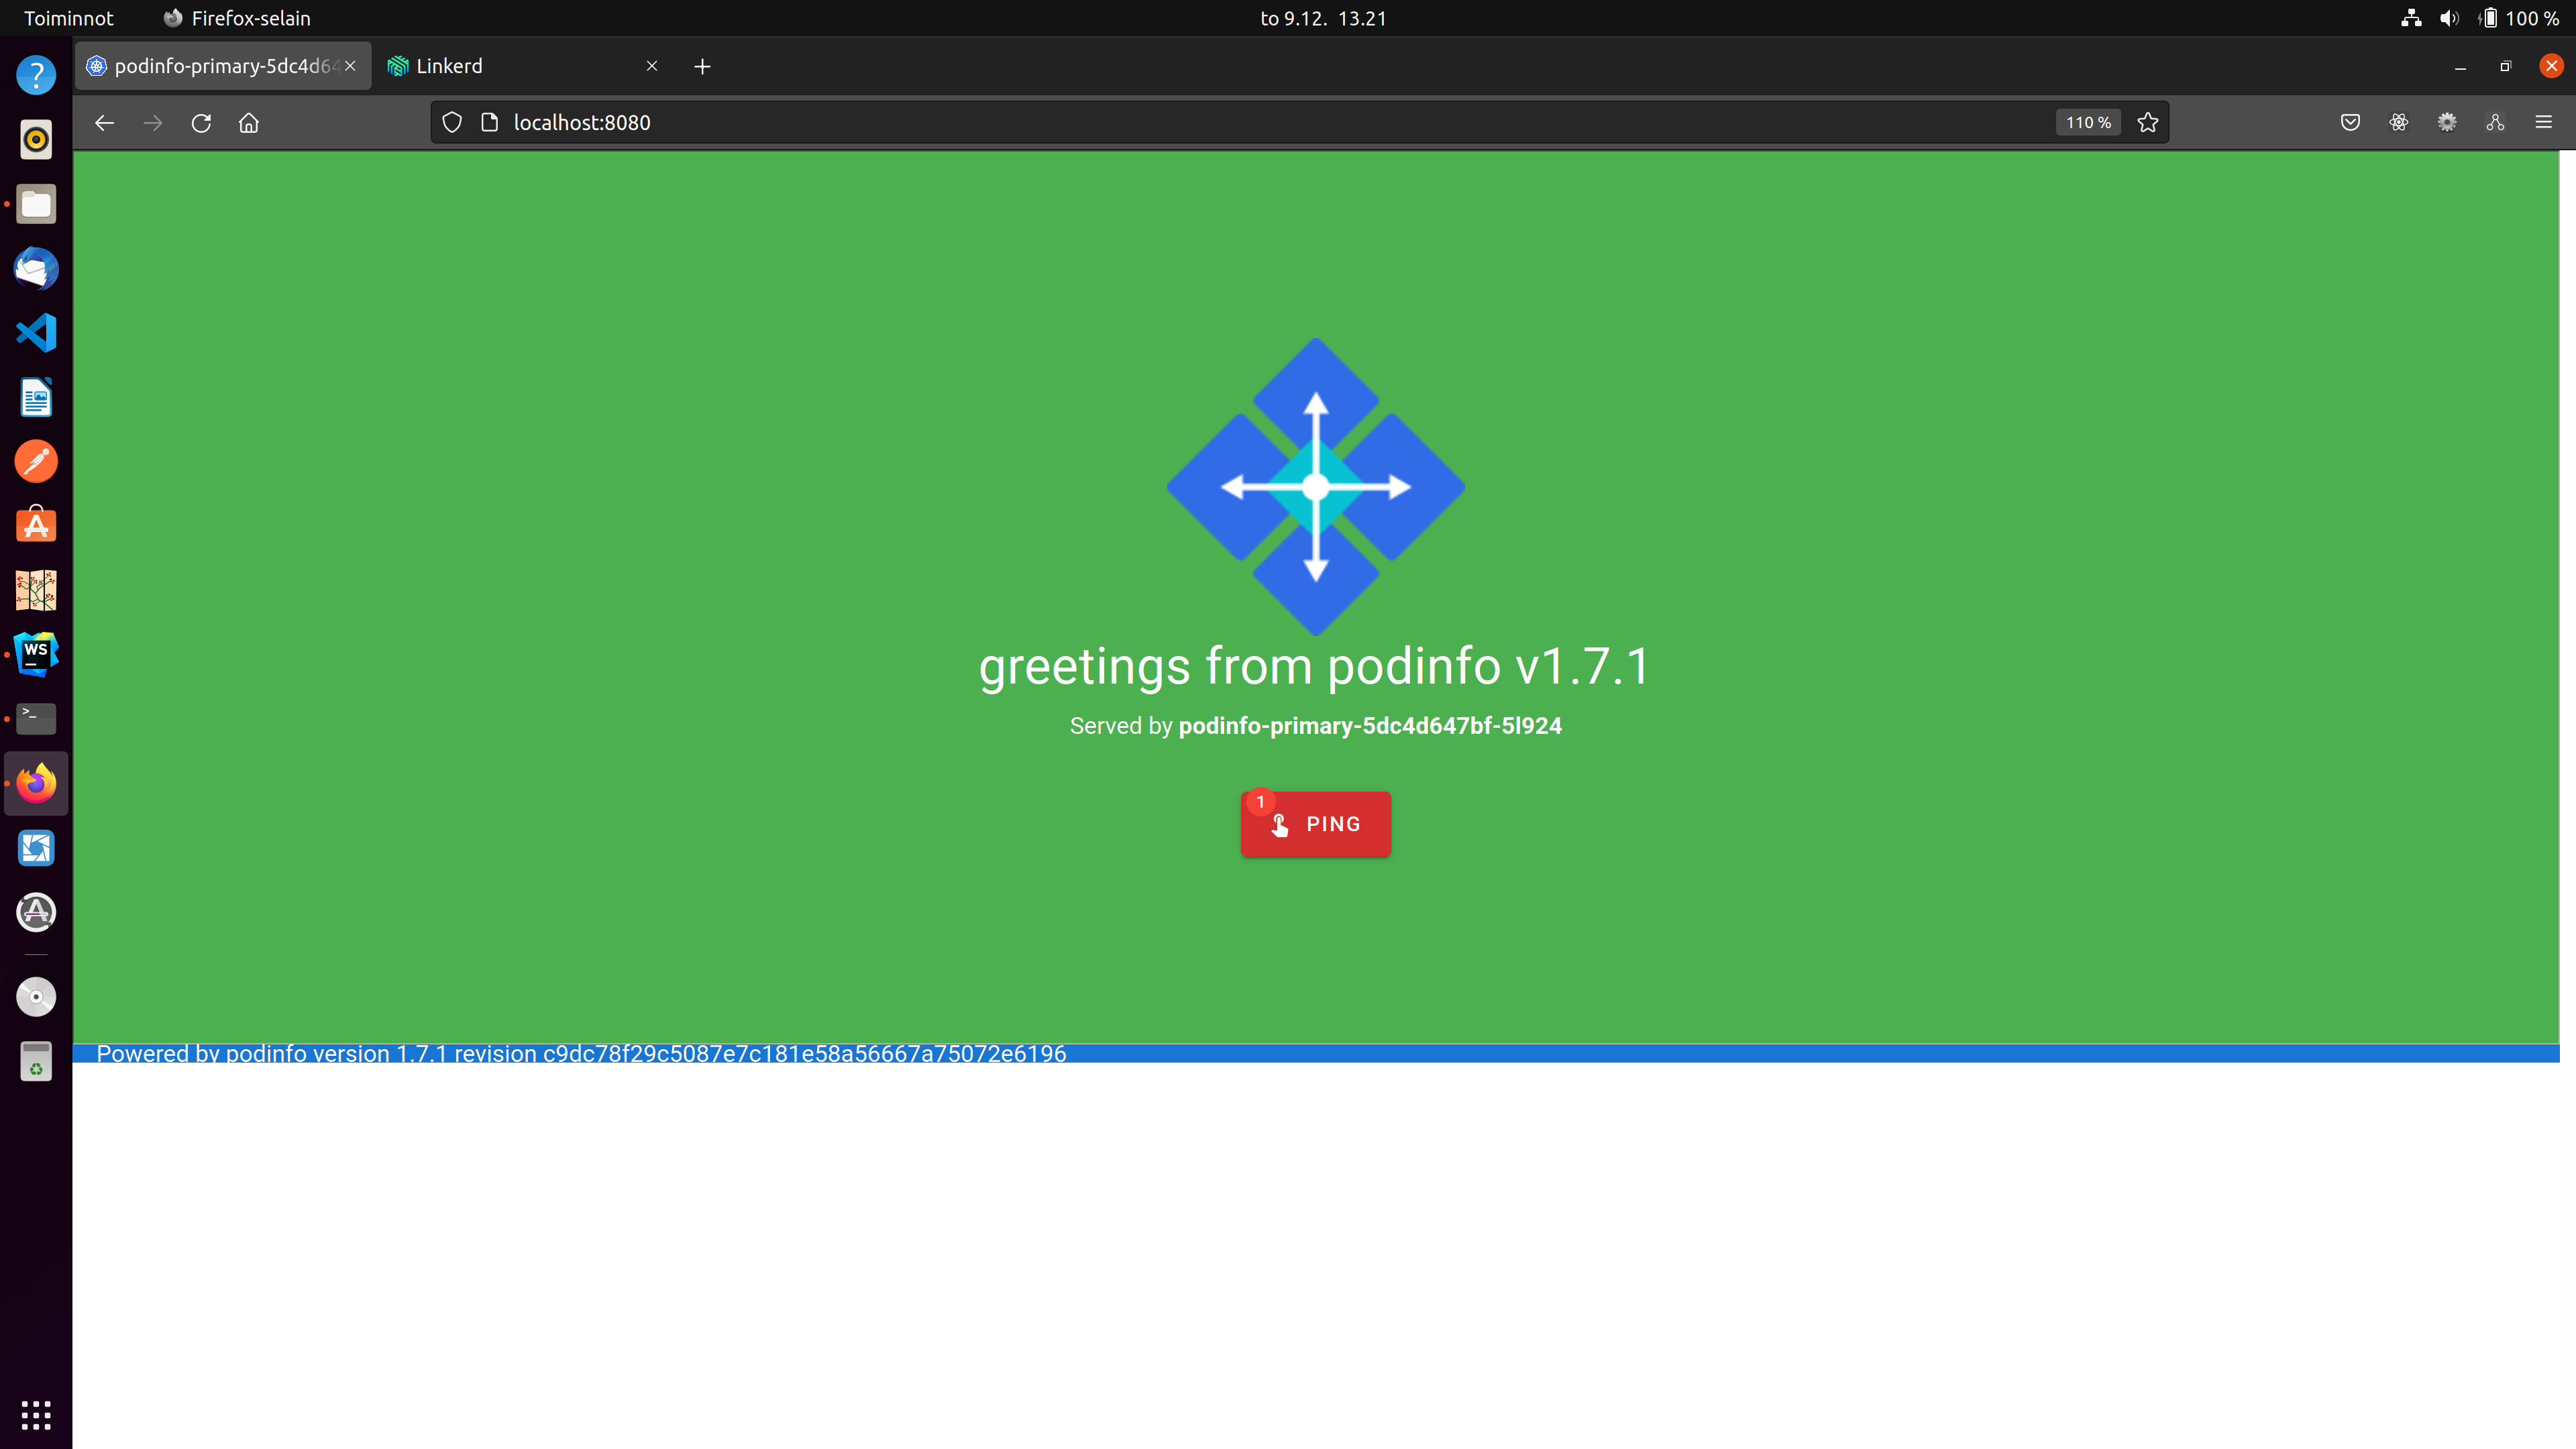 Toiminnot Firefox-selain to 9.12. 13.21 100 %
podinfo-primary-5dc4d64 Linkerd
localhost:8080 110 %
WS
greetings from podinfo v1.7.1
Served by podinfo-primary-5dc4d647bf-5l924
1
PING
Powered by podinfo version 1.7.1 revision c9dc78f29c5087e7c181e58a56667a75072e6196